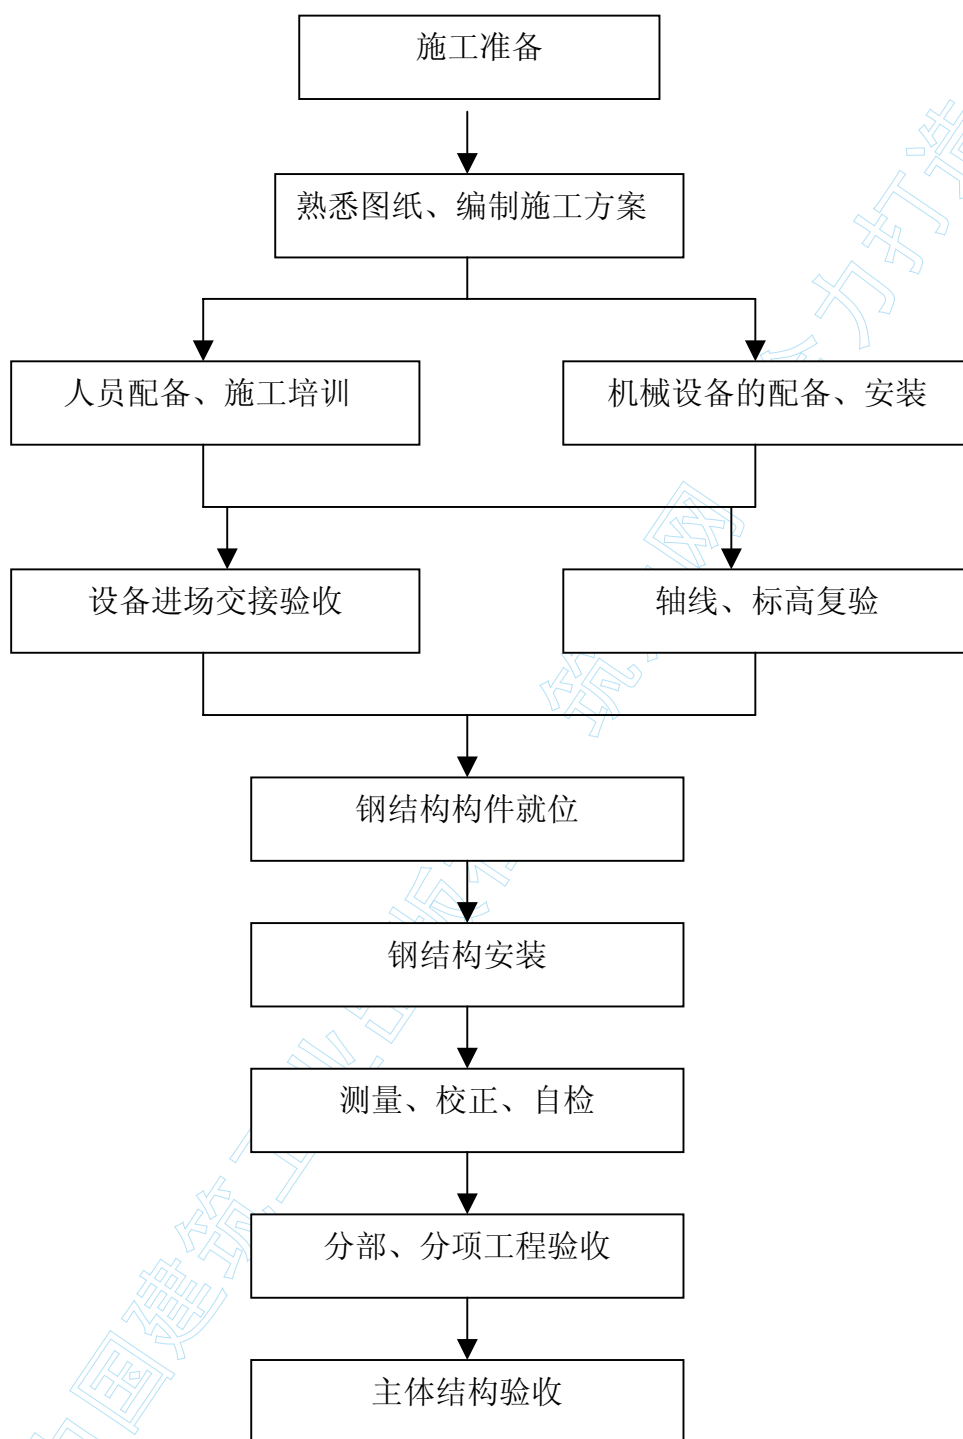 施工准备
熟悉图纸、编制施工方案
人员配备、施工培训
机械设备的配备、安装
设备进场交接验收
轴线、标高复验
钢结构构件就位
钢结构安装
测量、校正、自检
分部、分项工程验收
主体结构验收